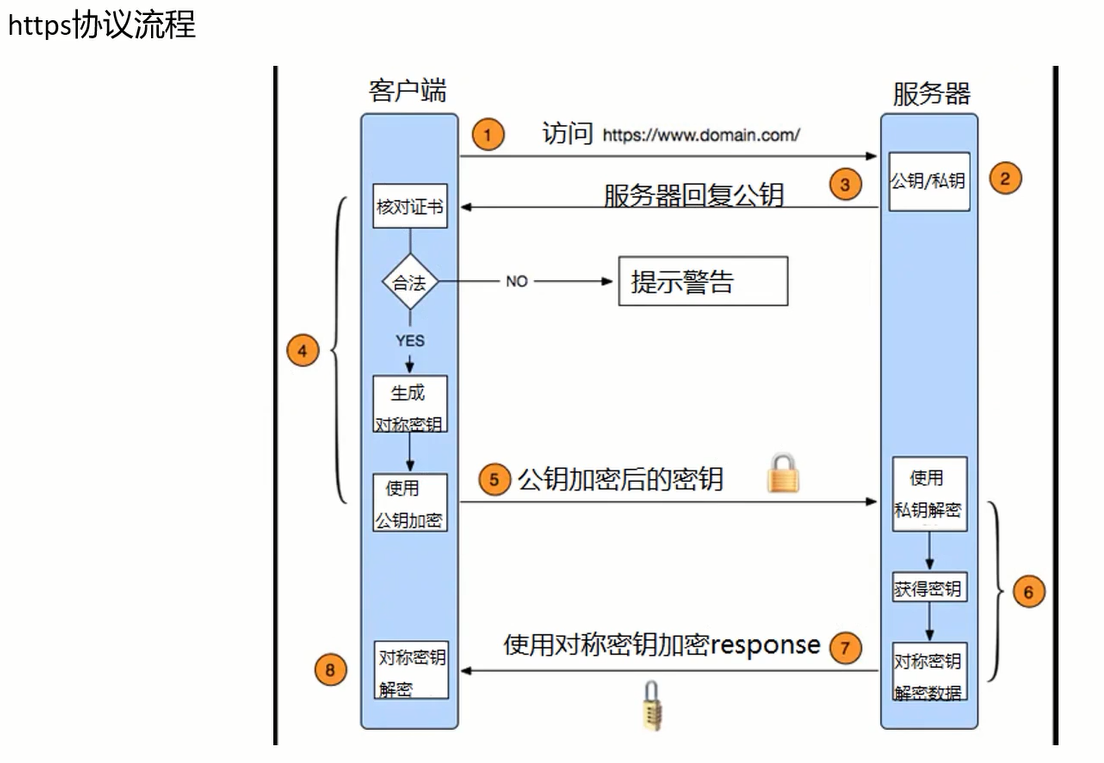 https协议流程
客户端
服务器
1
访问 https://www.domain.com/
公钥/私钥
2
3
服务器回复公钥
核对证书
合法
NO
提示警告
YES
4
生成
对称密钥
使用
公钥加密
5
公钥加密后的密钥
使用
私钥解密
获得密钥
6
使用对称密钥加密response
7
8
对称密钥
解密
对称密钥
解密数据